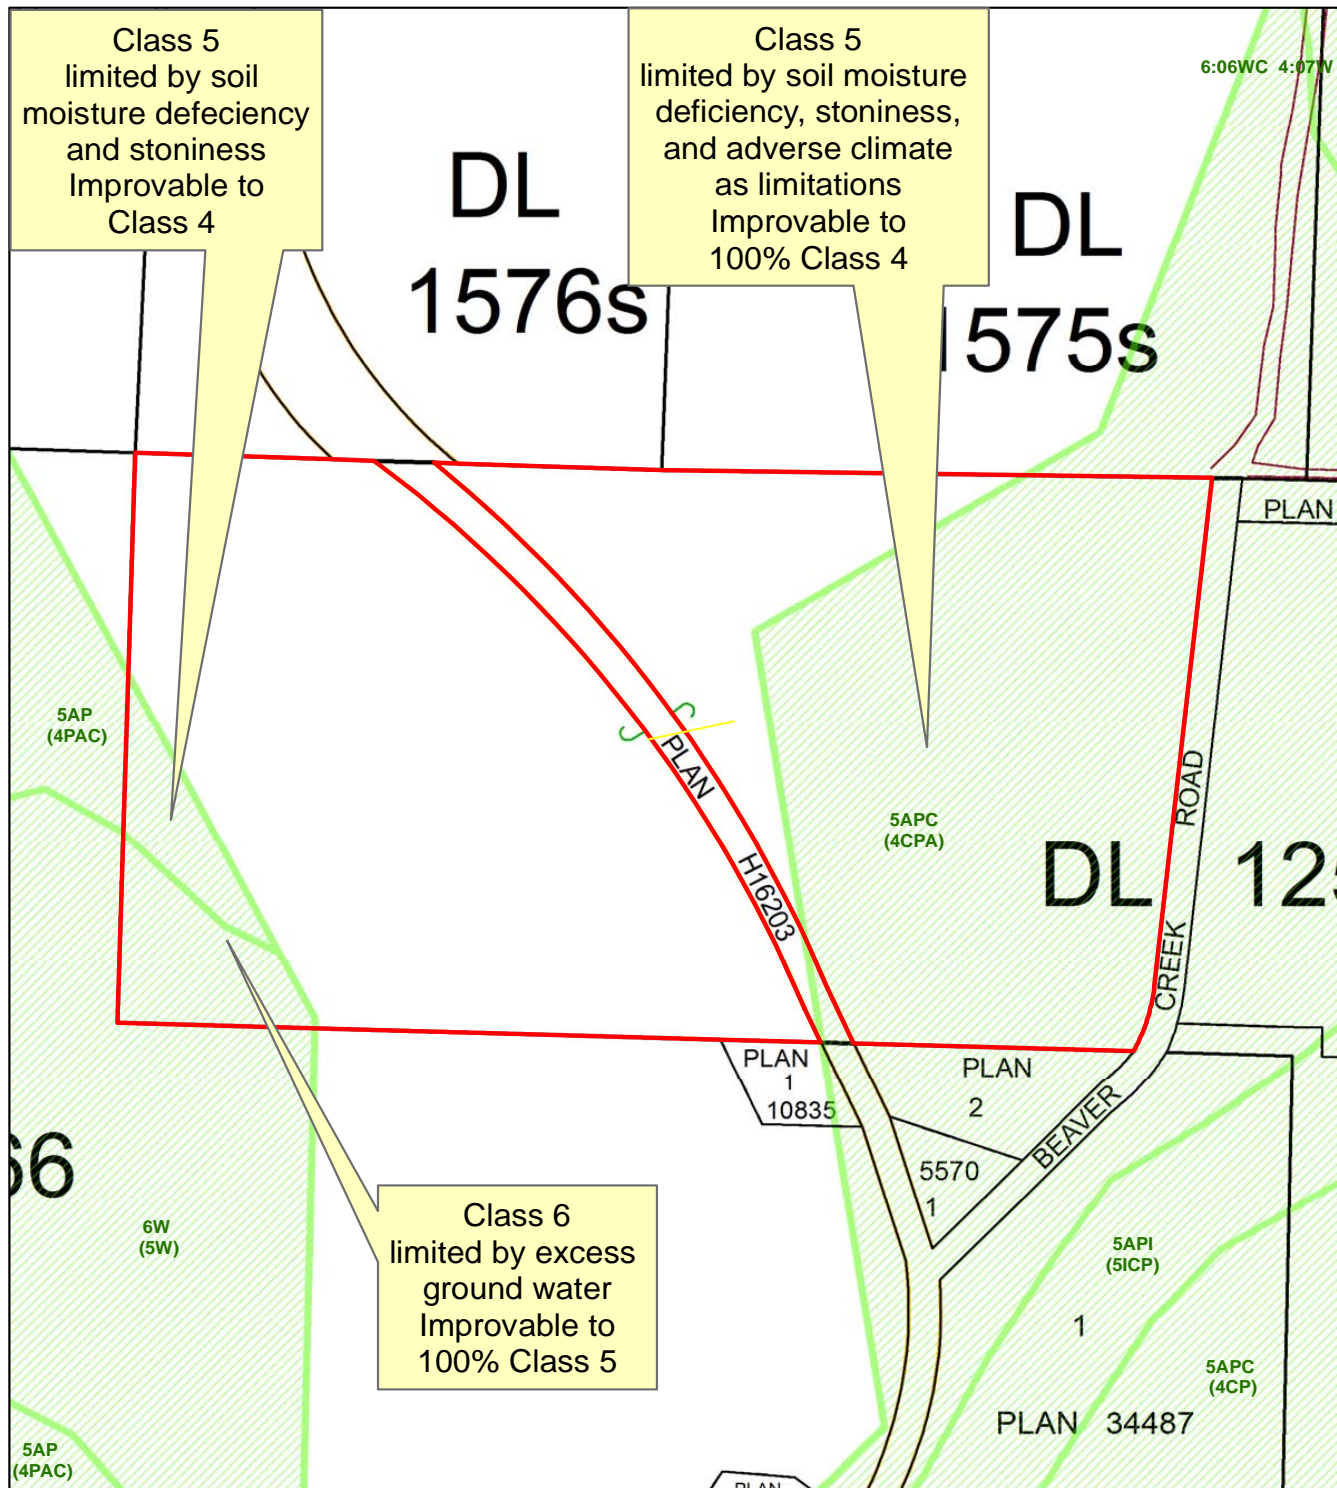 Class 5
limited by soil
moisture defeciency
and stoniness
Improvable to
Class 4
Class 5
limited by soil moisture
deficiency, stoniness,
and adverse climate
as limitations
Improvable to
100% Class 4
6:06WC 4:07W
DL
1576s
DL
1575s
PLAN
5AP
(4PAC)
PLAN
H16203
5APC
(4CPA)
DL
BEAVER CREEK ROAD
PLAN
1
10835
PLAN
2
5570
1
66
6W
(5W)
Class 6
limited by excess
ground water
Improvable to
100% Class 5
5API
(5ICP)
1
5APC
(4CP)
PLAN 34487
5AP
(4PAC)
PLAN